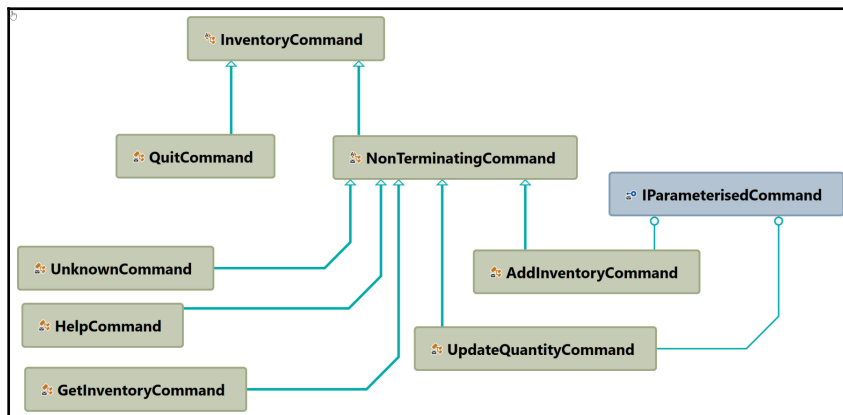 InventoryCommand
QuitCommand
NonTerminatingCommand
IParameterisedCommand
UnknownCommand
AddInventoryCommand
HelpCommand
UpdateQuantityCommand
GetInventoryCommand